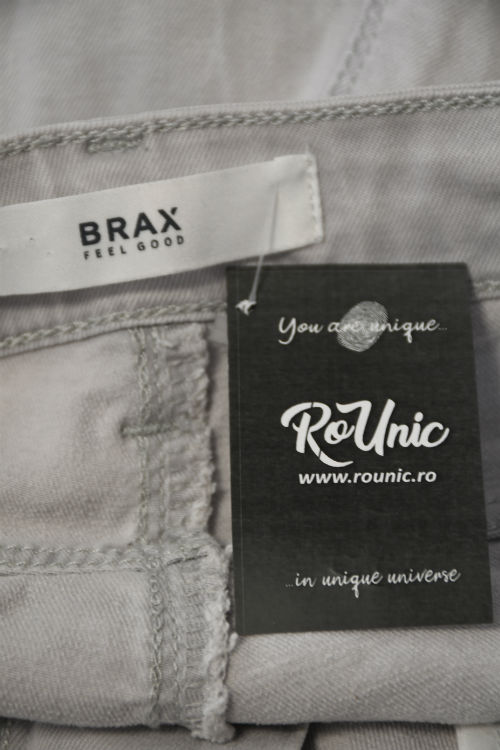 BRAX
FEEL GOOD
You are unique...
RoUnic
www.rounic.ro
...in unique universe